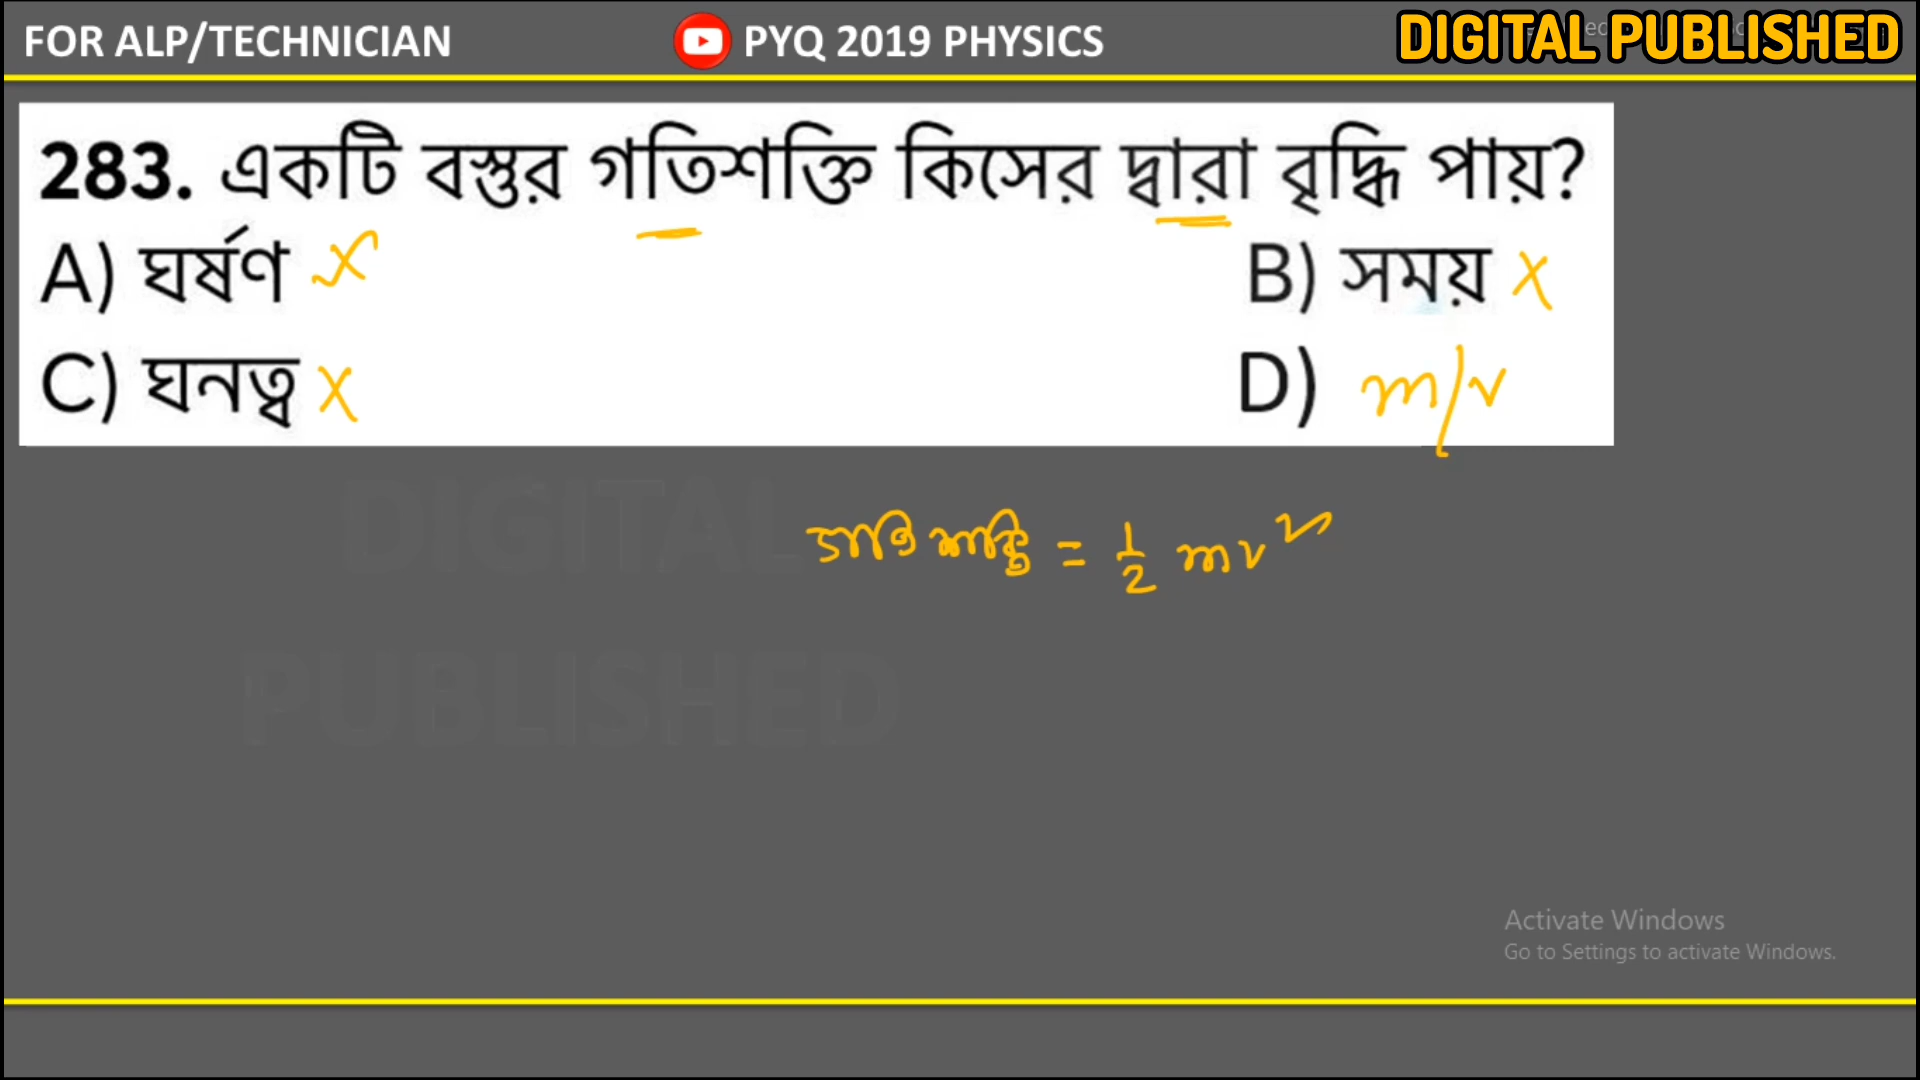 FOR ALP/TECHNICIAN PYQ 2019 PHYSICS DIGITAL PUBLISHED
283. একটি বস্তুর গতিশক্তি কিসের দ্বারা বৃদ্ধি পায়?
A) ঘর্ষণ x B) সময় x
C) ঘনত্ব x D) m/v
গতি শক্তি = 1/2 mv²
DIGITAL
PUBLISHED
Activate Windows
Go to Settings to activate Windows.